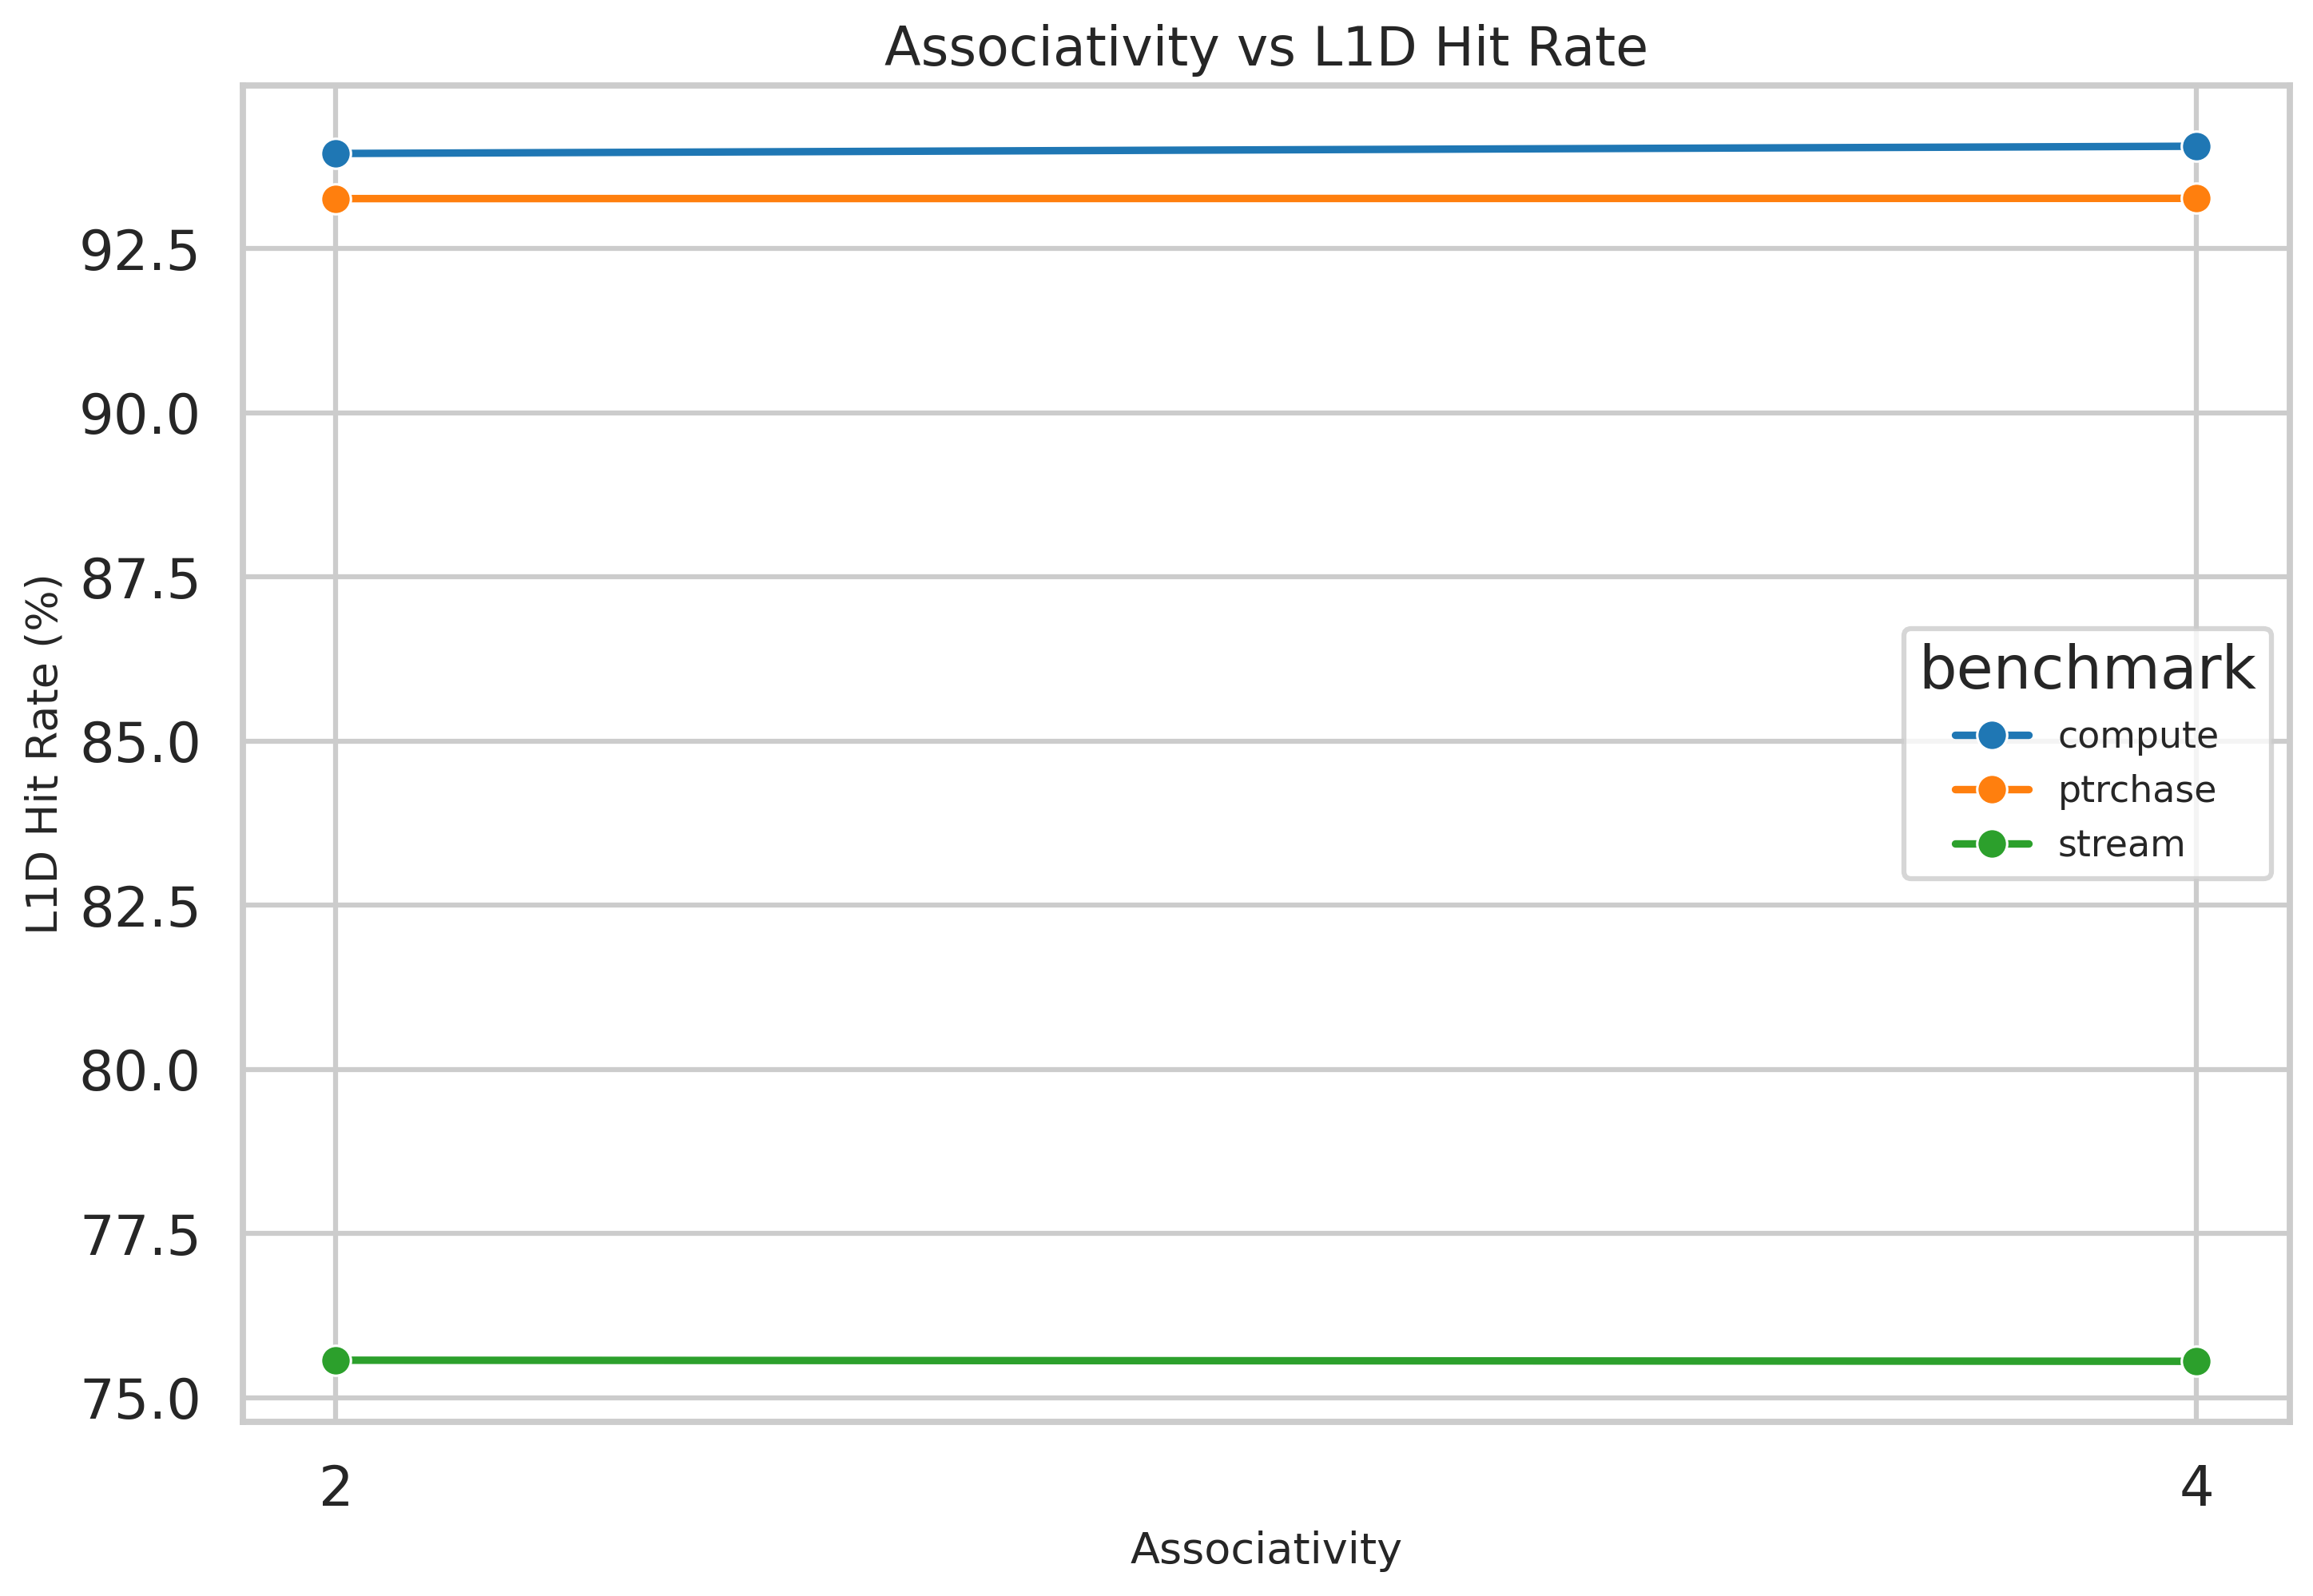 Associativity vs L1D Hit Rate
L1D Hit Rate (%)
92.5
90.0
87.5
85.0
82.5
80.0
77.5
75.0
benchmark
compute
ptrchase
stream
2
4
Associativity